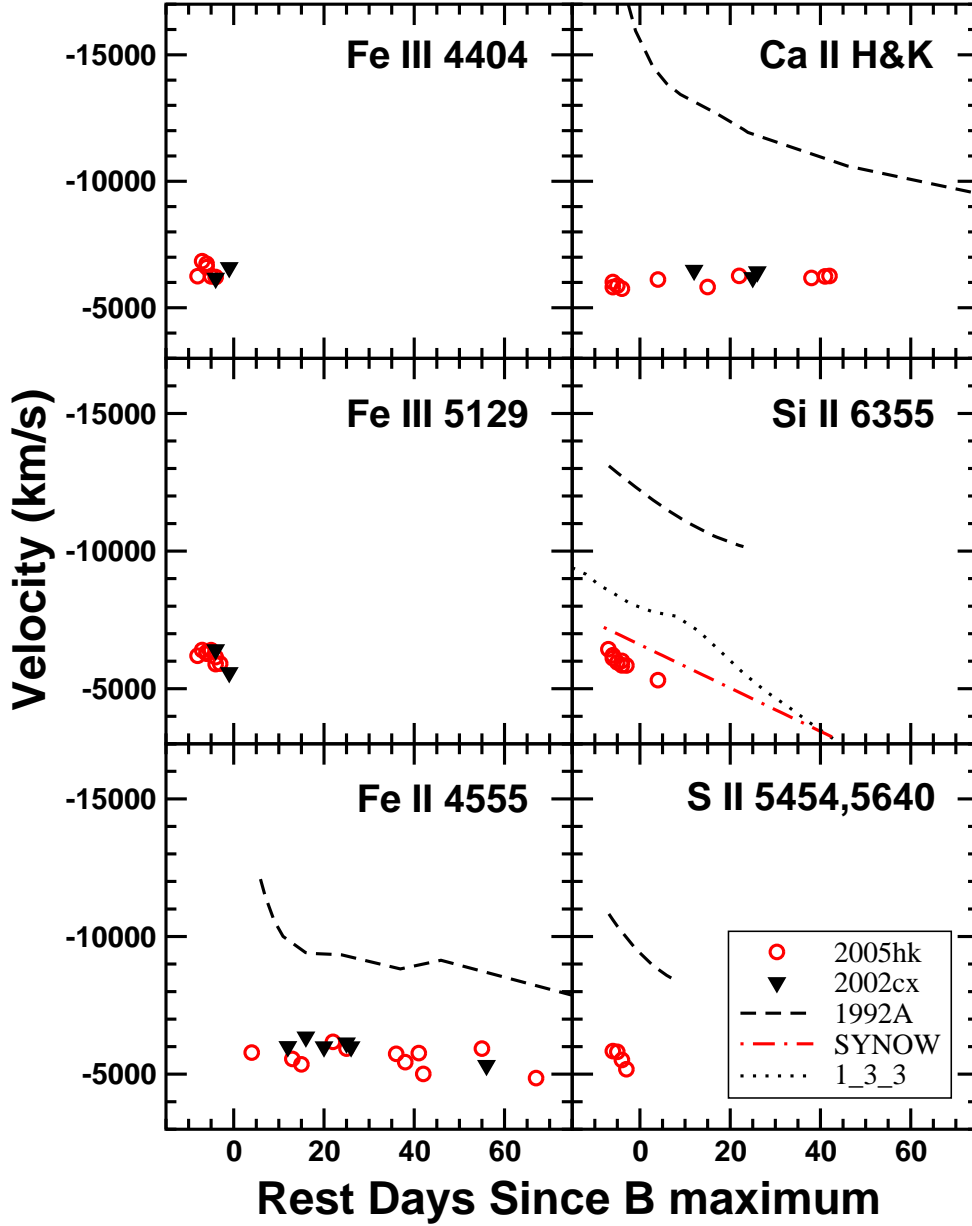 Fe III 4404
Ca II H&K
-15000
-10000
-5000
Fe III 5129
Si II 6355
-15000
-10000
-5000
Fe II 4555
S II 5454,5640
-15000
-10000
-5000
2005hk
2002cx
1992A
SYNOW
1_3_3
0 20 40 60 0 20 40 60
Velocity (km/s)
Rest Days Since B maximum